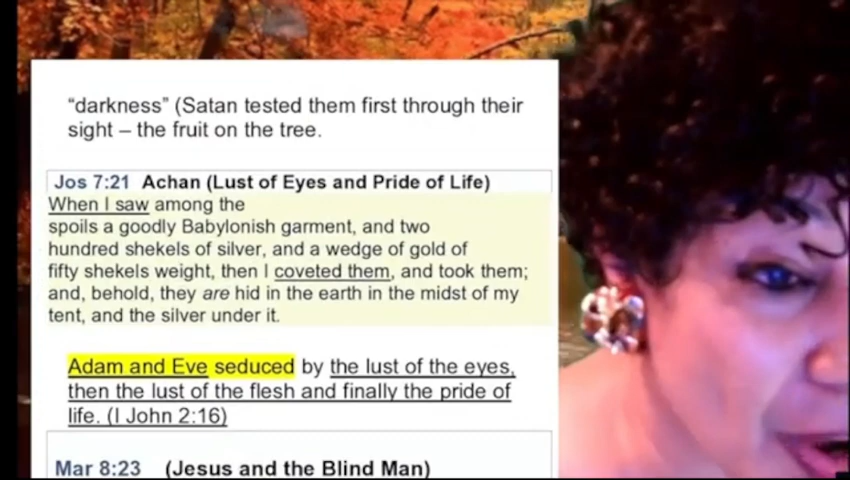 “darkness” (Satan tested them first through their
sight – the fruit on the tree.
Jos 7:21 Achan (Lust of Eyes and Pride of Life)
When I saw among the
spoils a goodly Babylonish garment, and two
hundred shekels of silver, and a wedge of gold of
fifty shekels weight, then I coveted them, and took them;
and, behold, they are hid in the earth in the midst of my
tent, and the silver under it.
Adam and Eve seduced by the lust of the eyes,
then the lust of the flesh and finally the pride of
life. (I John 2:16)
Mar 8:23 (Jesus and the Blind Man)